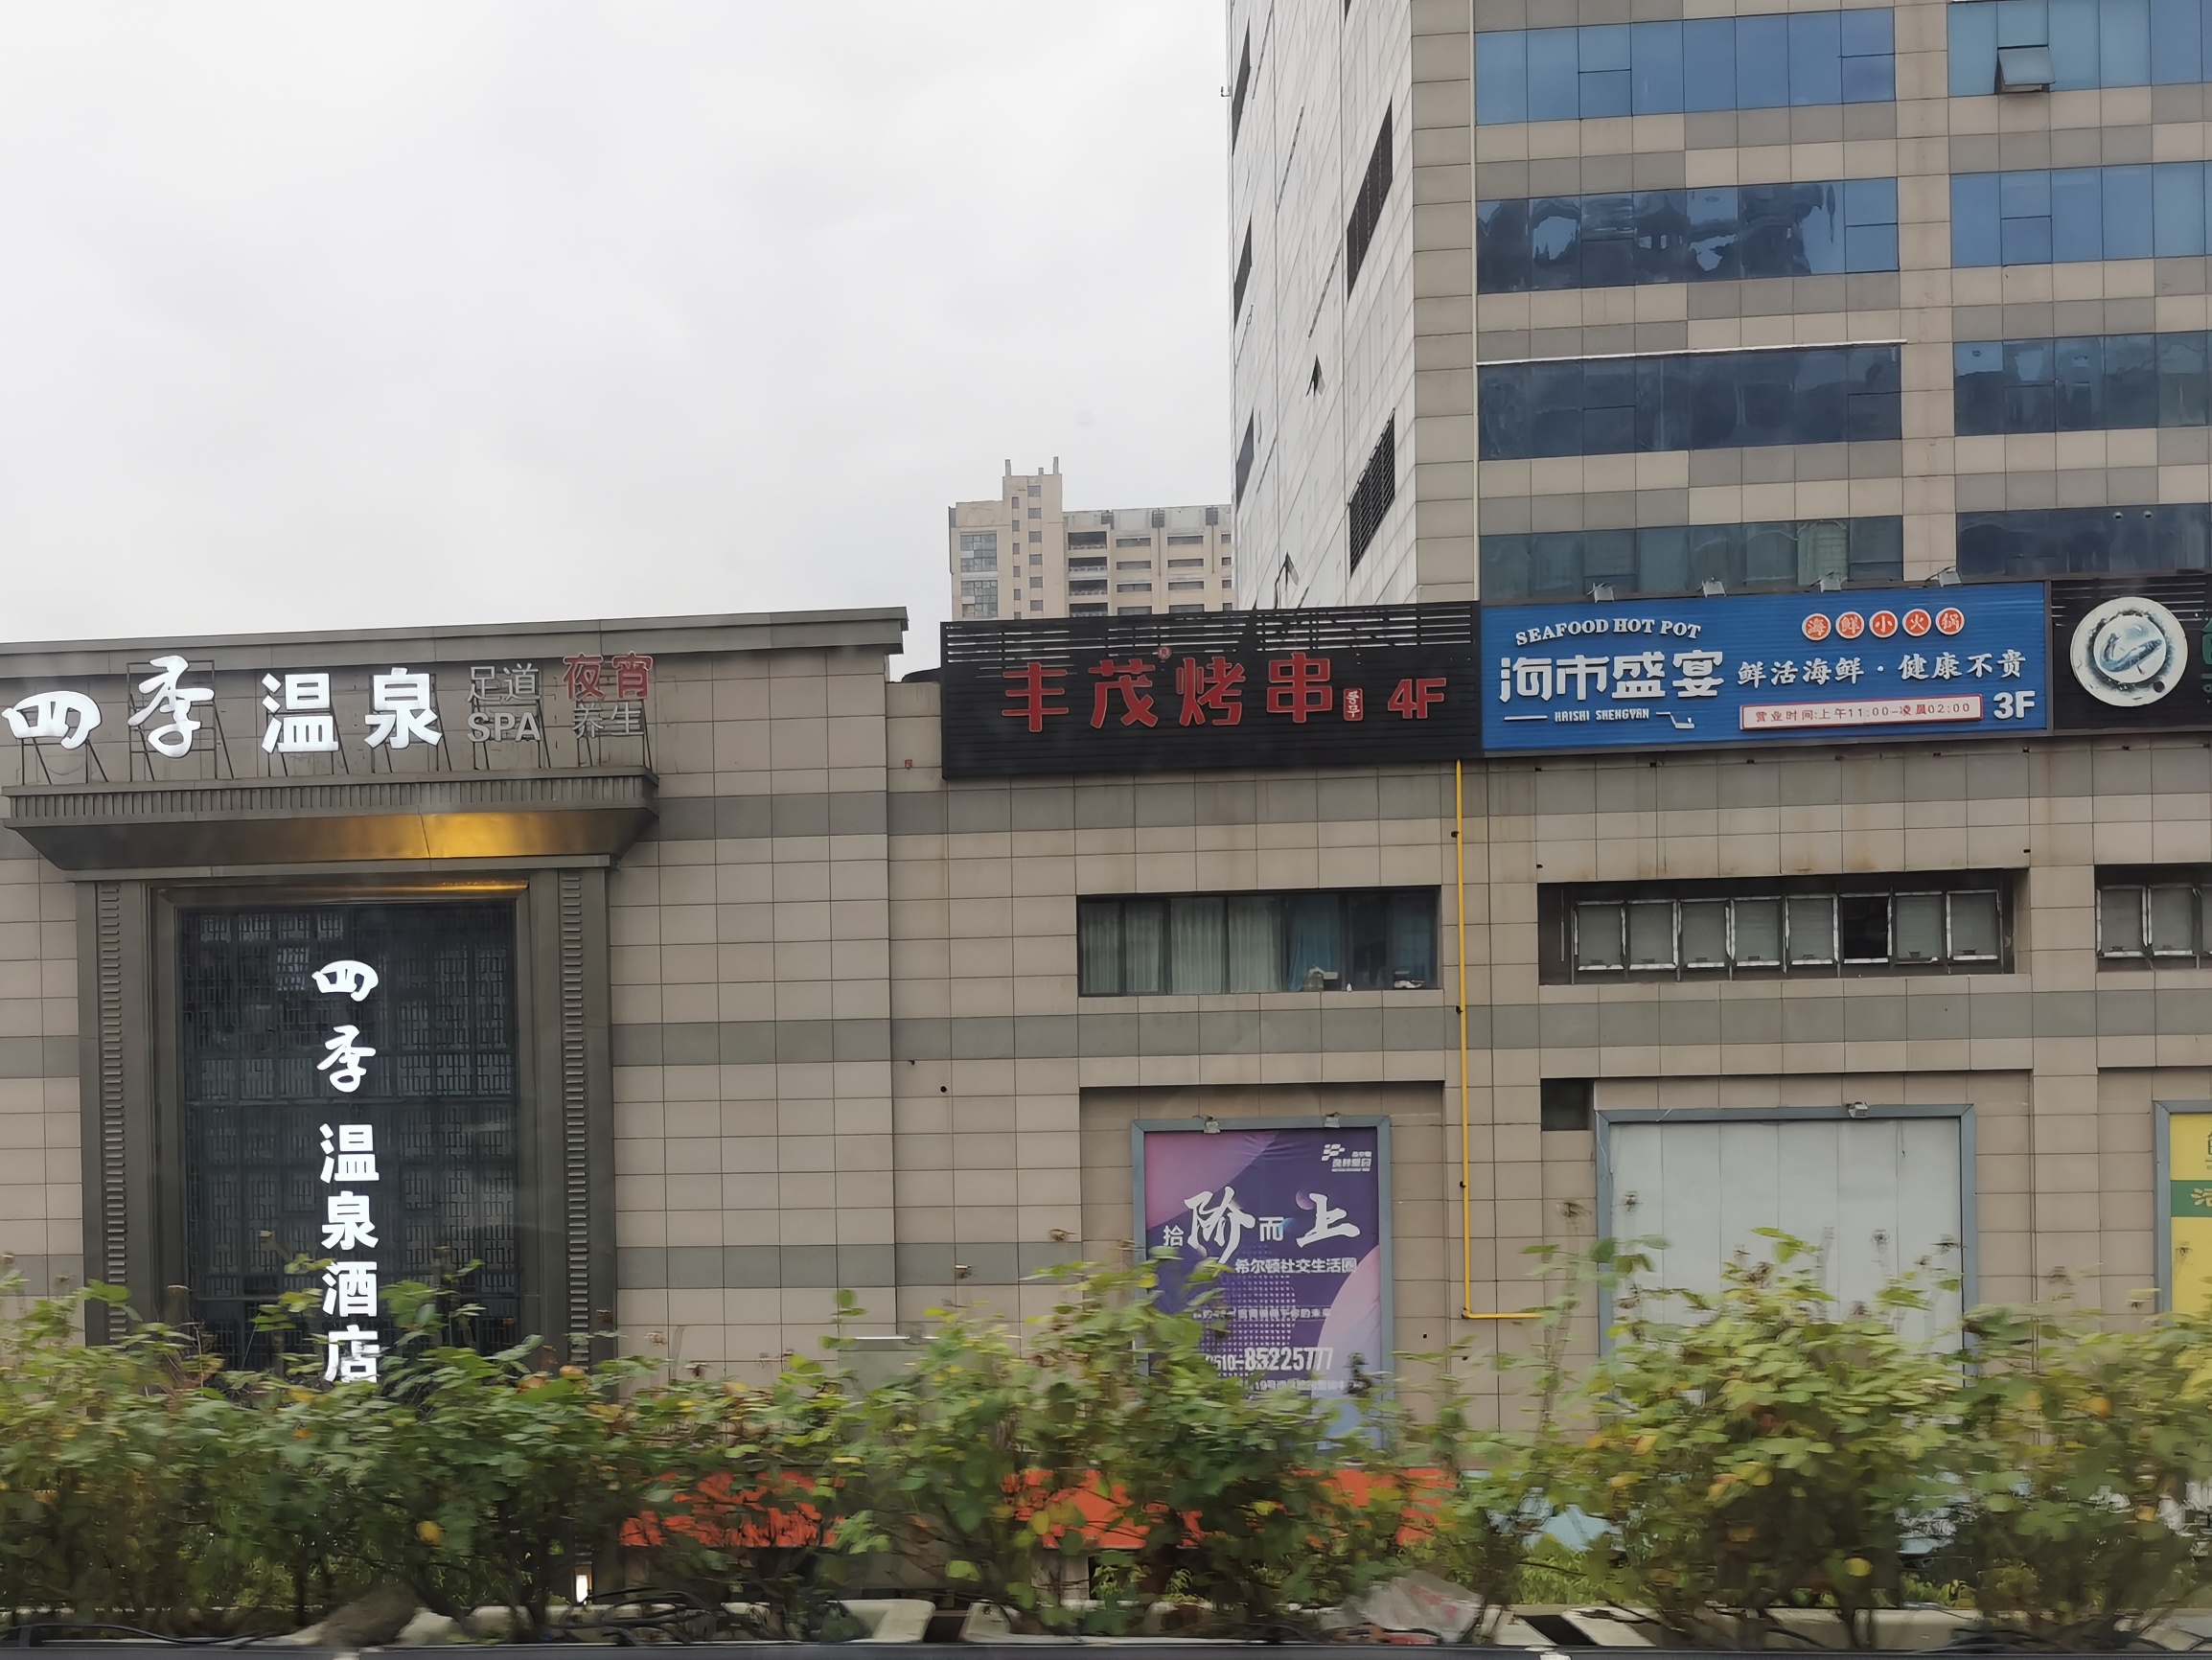 四季温泉
足道
SPA
夜宵
养生
四季温泉酒店
丰茂烤串 4F
SEAFOOD HOT POT
海鲜小火锅
海市盛宴
鲜活海鲜·健康不贵
HAISHI SHENGYAN
营业时间:上午11:00-凌晨02:00
3F
拾阶而上
希尔顿社交生活圈
0510-85225777